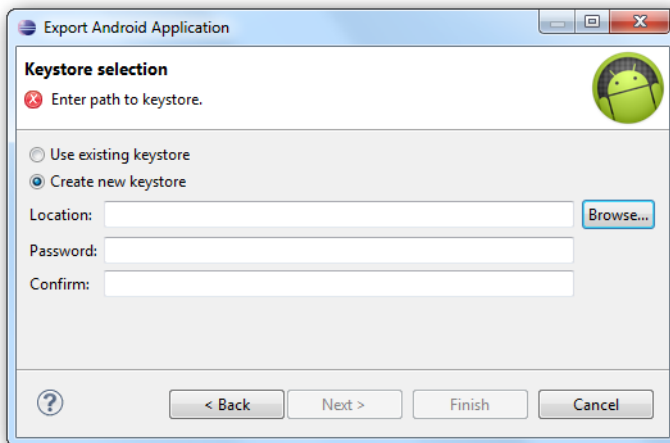 Export Android Application
Keystore selection
Enter path to keystore.
Use existing keystore
Create new keystore
Location: Browse...
Password:
Confirm:
? < Back Next > Finish Cancel